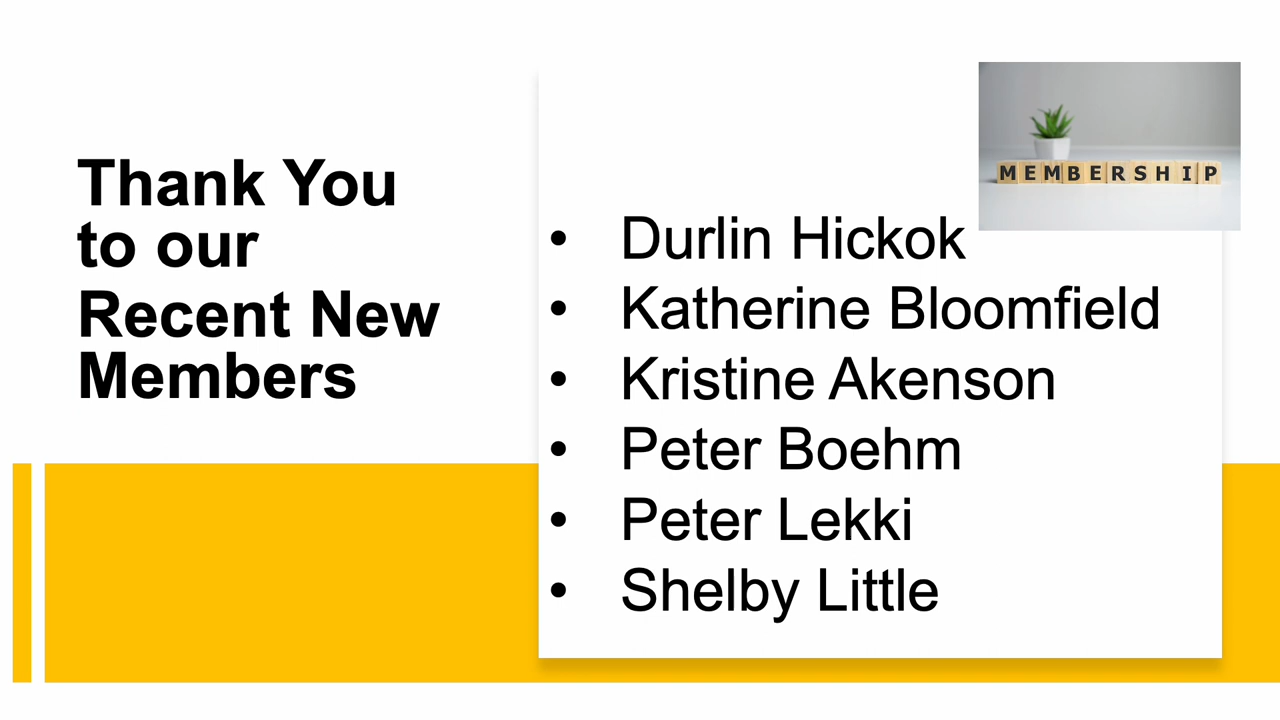 Thank You
to our
Recent New
Members
MEMBERSHIP
• Durlin Hickok
• Katherine Bloomfield
• Kristine Akenson
• Peter Boehm
• Peter Lekki
• Shelby Little